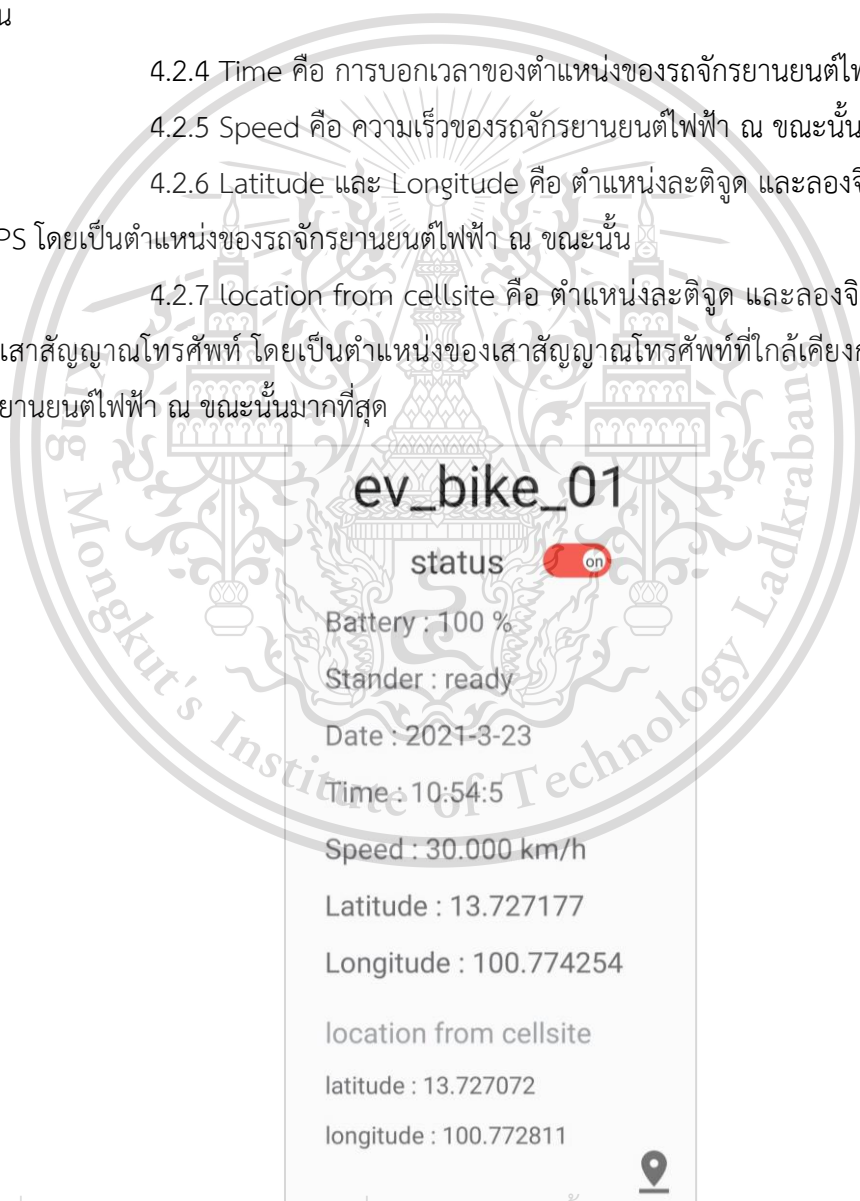 4.2.4 Time คือ การบอกเวลาของตำแหน่งของรถจักรยานยนต์
4.2.5 Speed คือ ความเร็วของรถจักรยานยนต์ไฟฟ้า ณ ขณะนั้น
4.2.6 Latitude และ Longitude คือ ตำแหน่งละติจูด และ
โดยเป็นตำแหน่งของรถจักรยานยนต์ไฟฟ้า ณ ขณะนั้น
4.2.7 location from cellsite คือ ตำแหน่งละติจูด และ
เสาสัญญาณโทรศัพท์ โดยเป็นตำแหน่งของเสาสัญญาณโทรศัพท์ที่ใกล้เคียง
ยานยนต์ไฟฟ้า ณ ขณะนั้นมากที่สุด
ev_bike_01
status on
Battery : 100 %
Stander : ready
Date : 2021-3-23
Time : 10:54:5
Speed : 30.000 km/h
Latitude : 13.727177
Longitude : 100.774254
location from cellsite
latitude : 13.727072
longitude : 100.772811
Mongkut's Institute of Technology Ladkrabang